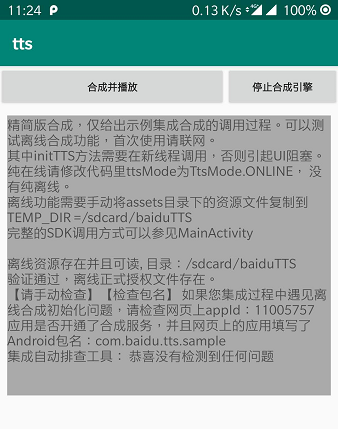 11:24 0.13 K/s 4G 100%
tts
合成并播放 停止合成引擎
精简版合成，仅给出示例集成合成的调用过程。可以测
试离线合成功能，首次使用请联网。
其中initTTS方法需要在新线程调用，否则引起UI阻塞。
纯在线请修改代码里ttsMode为TtsMode.ONLINE， 没
有纯离线。
离线功能需要手动将assets目录下的资源文件复制到
TEMP_DIR =/sdcard/baiduTTS
完整的SDK调用方式可以参见MainActivity
离线资源存在并且可读, 目录：/sdcard/baiduTTS
验证通过，离线正式授权文件存在。
【请手动检查】【检查包名】 如果您集成过程中遇见离
线合成初始化问题，请检查网页上appId：11005757
应用是否开通了合成服务，并且网页上的应用填写了
Android包名：com.baidu.tts.sample
集成自动排查工具： 恭喜没有检测到任何问题